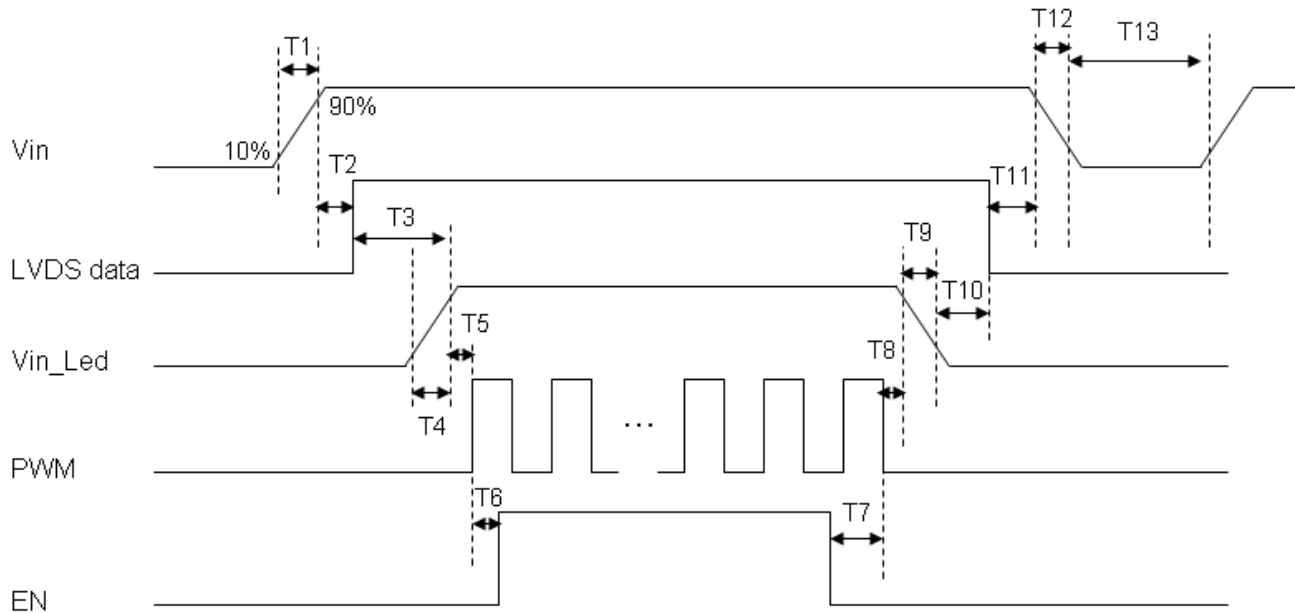 T12
T13
T1
90%
10%
Vin
T2
T11
T3
T9
LVDS data
T10
T5
Vin_Led
T8
T4
...
PWM
T6
T7
EN